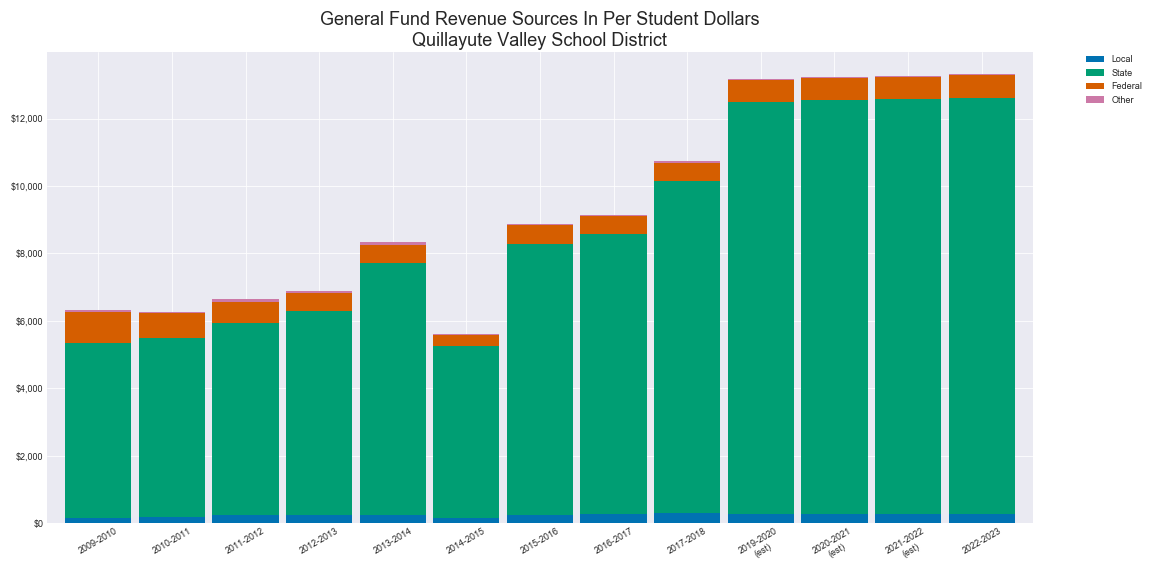 General Fund Revenue Sources In Per Student Dollars
Quillayute Valley School District
Local
State
Federal
Other
$12,000
$10,000
$8,000
$6,000
$4,000
$2,000
$0
2009-2010
2010-2011
2011-2012
2012-2013
2013-2014
2014-2015
2015-2016
2016-2017
2017-2018
2019-2020
(est)
2020-2021
(est)
2021-2022
(est)
2022-2023